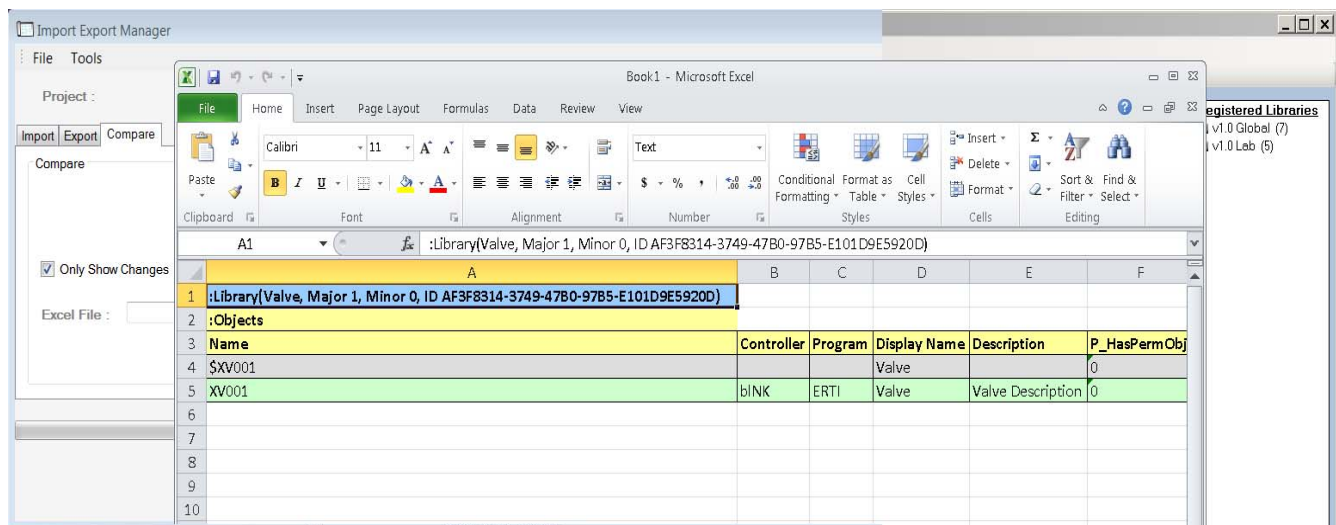 Import Export Manager
File Tools
Project :
Import Export Compare
Compare
Only Show Changes
Excel File :
Book1 - Microsoft Excel
File Home Insert Page Layout Formulas Data Review View
Paste
Clipboard
Calibri 11
B I U
Font
Alignment
Text
$ % ,
Number
Conditional Formatting
Format as Table
Cell Styles
Styles
Insert
Delete
Format
Cells
Σ
Sort & Filter
Find & Select
Editing
A1 fx :Library(Valve, Major 1, Minor 0, ID AF3F8314-3749-47B0-97B5-E101D9E5920D)
A B C D E F
1 :Library(Valve, Major 1, Minor 0, ID AF3F8314-3749-47B0-97B5-E101D9E5920D)
2 :Objects
3 Name Controller Program Display Name Description P_HasPermObj
4 $XV001 Valve 0
5 XV001 bINK ERTI Valve Valve Description 0
6
7
8
9
10
egistered Libraries
v1.0 Global (7)
v1.0 Lab (5)